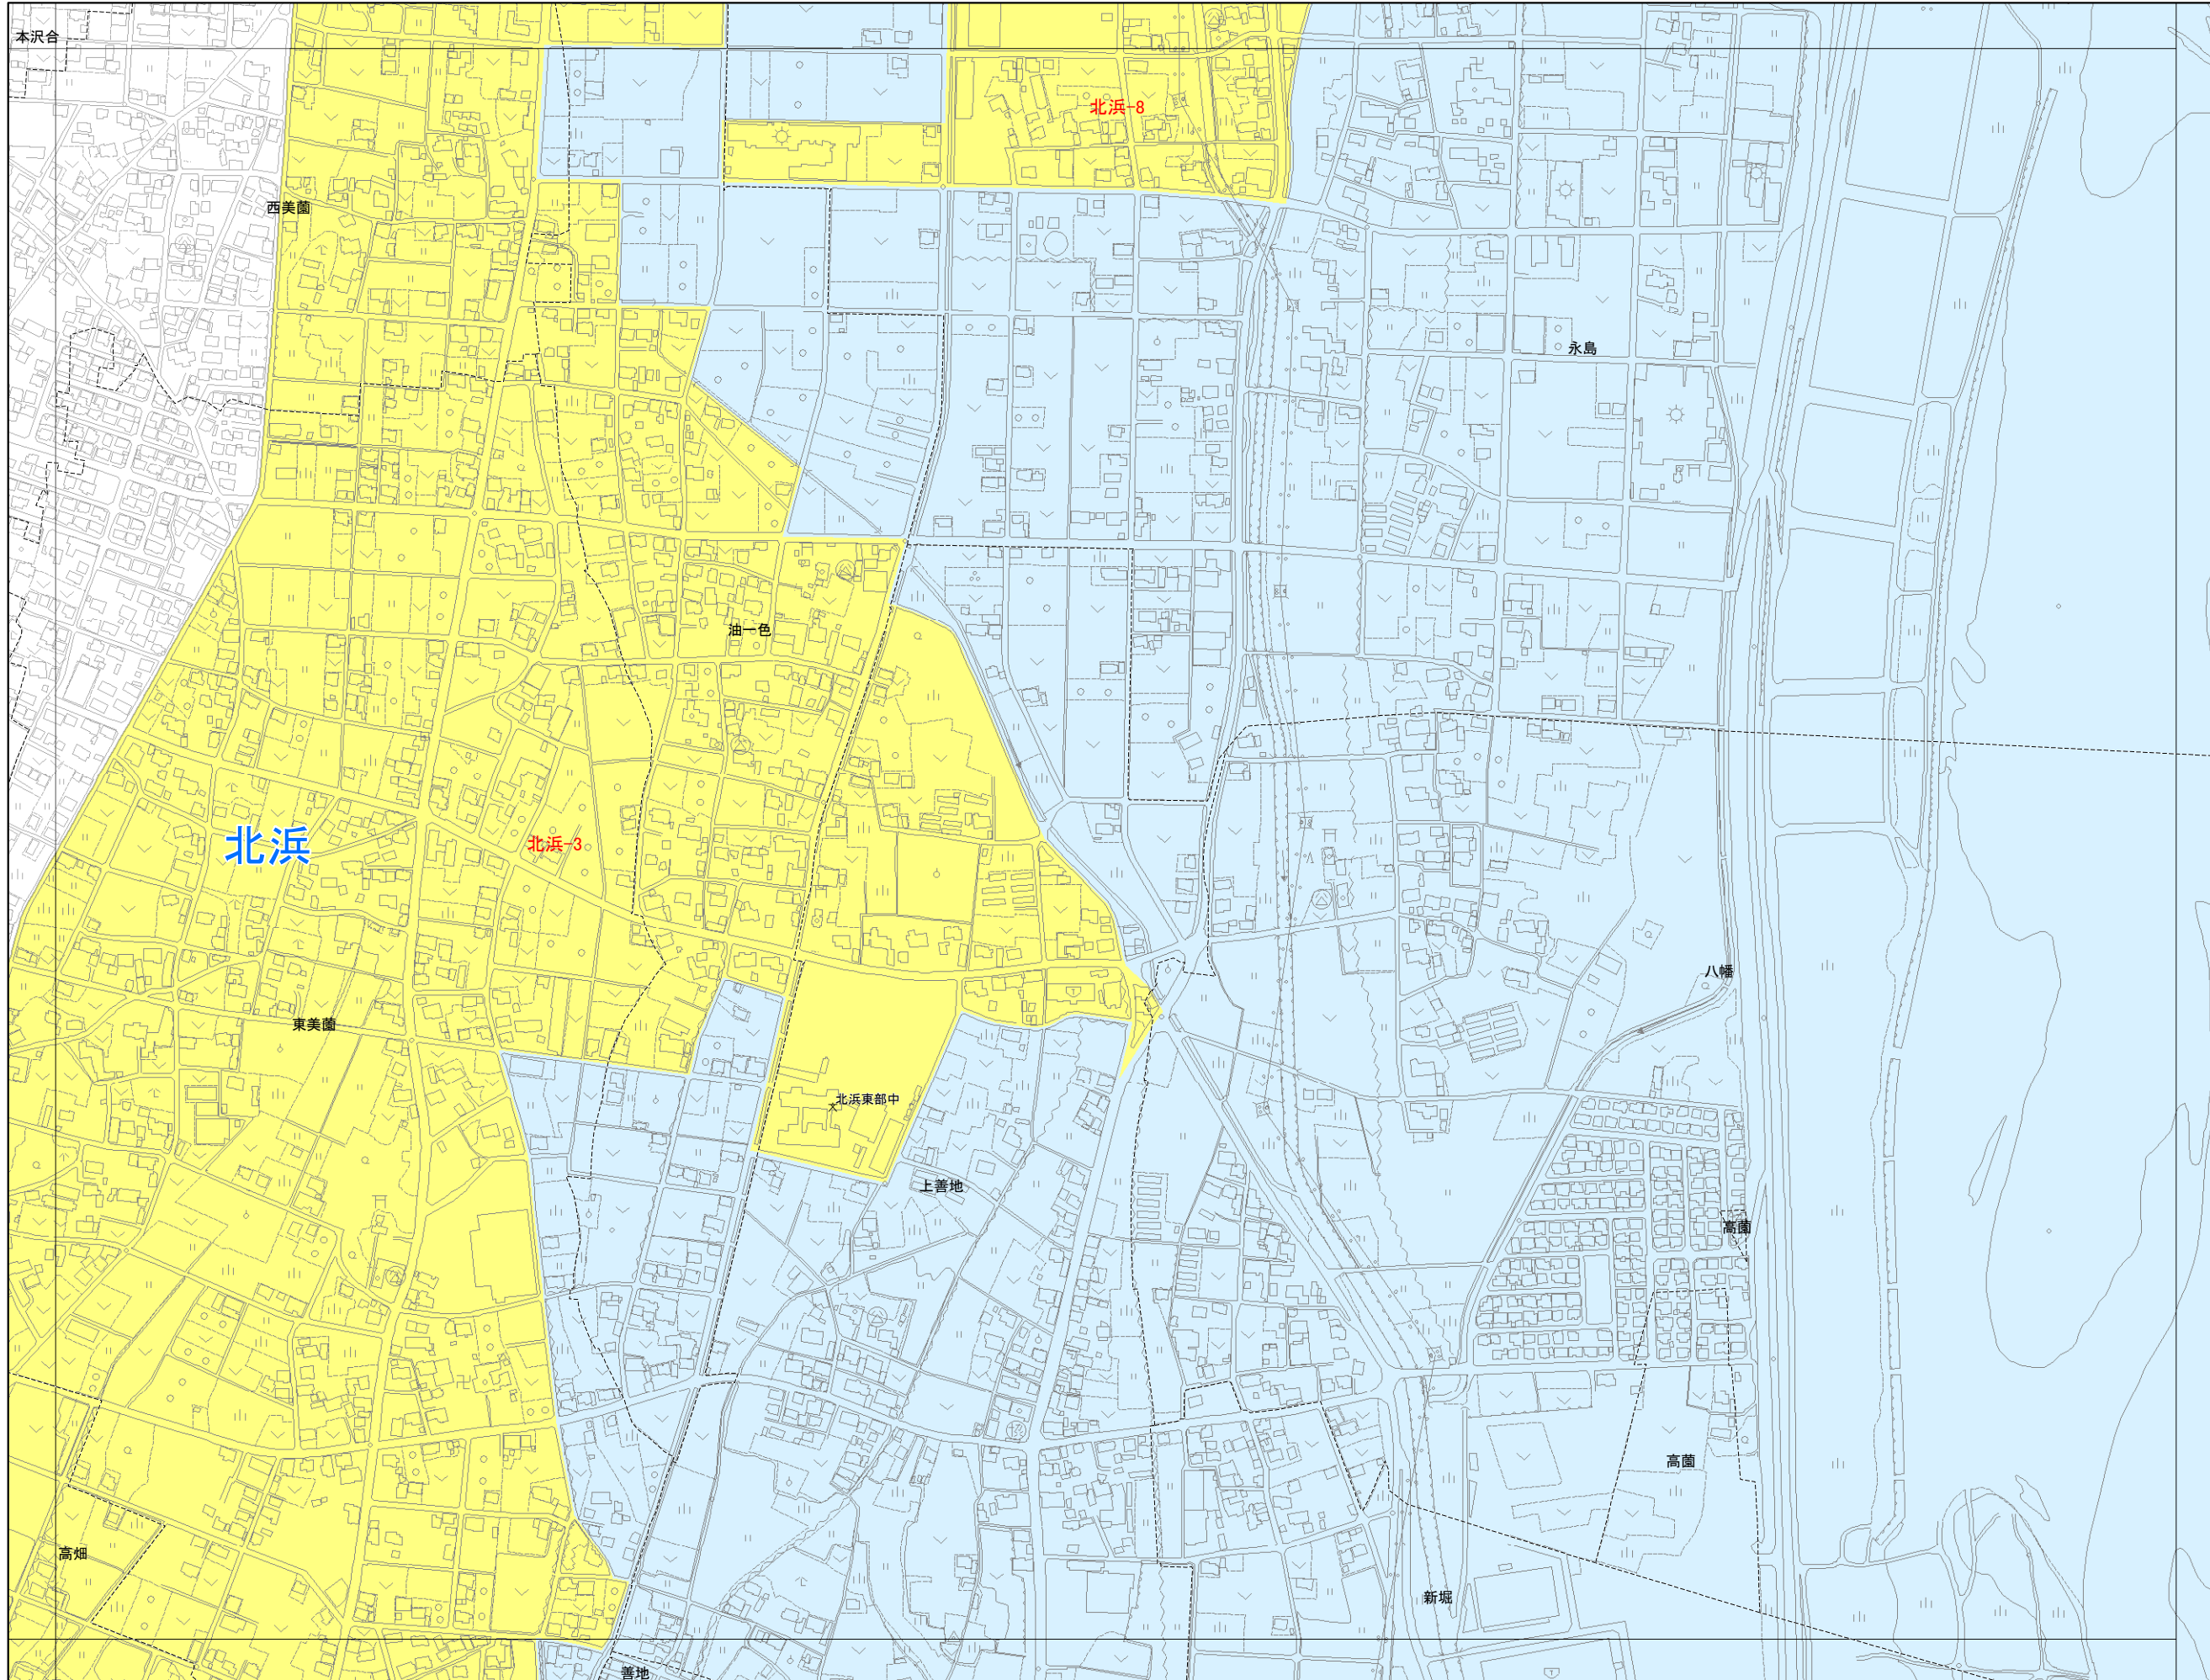 本沢合
北浜-8
西美薗
永島
油一色
北浜
北浜-3
八幡
東美薗
北浜東部中
上善地
高薗
高薗
高畑
新堀
善地